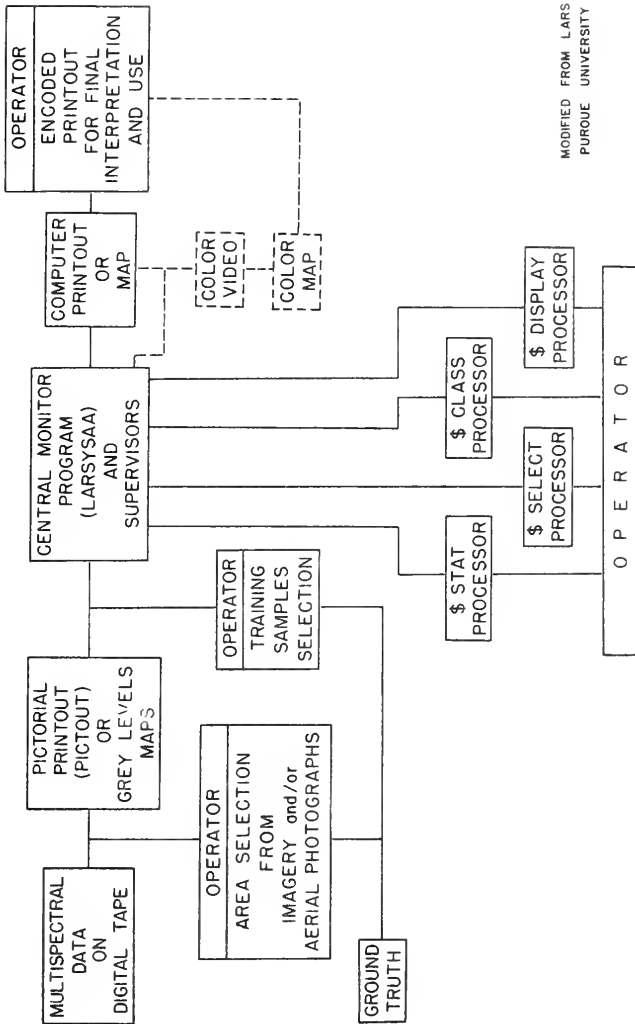 MULTISPECTRAL
DATA
ON
DIGITAL TAPE
PICTORIAL
PRINTOUT
(PICTOUT)
OR
GREY LEVELS
MAPS
CENTRAL MONITOR
PROGRAM
(LARSYSAA)
AND
SUPERVISORS
COMPUTER
PRINTOUT
OR
MAP
OPERATOR
ENCODED
PRINTOUT
FOR FINAL
INTERPRETATION
AND USE
OPERATOR
AREA SELECTION
FROM
IMAGERY and/or
AERIAL PHOTOGRAPHS
OPERATOR
TRAINING
SAMPLES
SELECTION
COLOR
VIDEO
COLOR
MAP
GROUND
TRUTH
$ STAT
PROCESSOR
$ SELECT
PROCESSOR
$ CLASS
PROCESSOR
$ DISPLAY
PROCESSOR
OPERATOR
MODIFIED FROM LARS
PUROUE UNIVERSITY